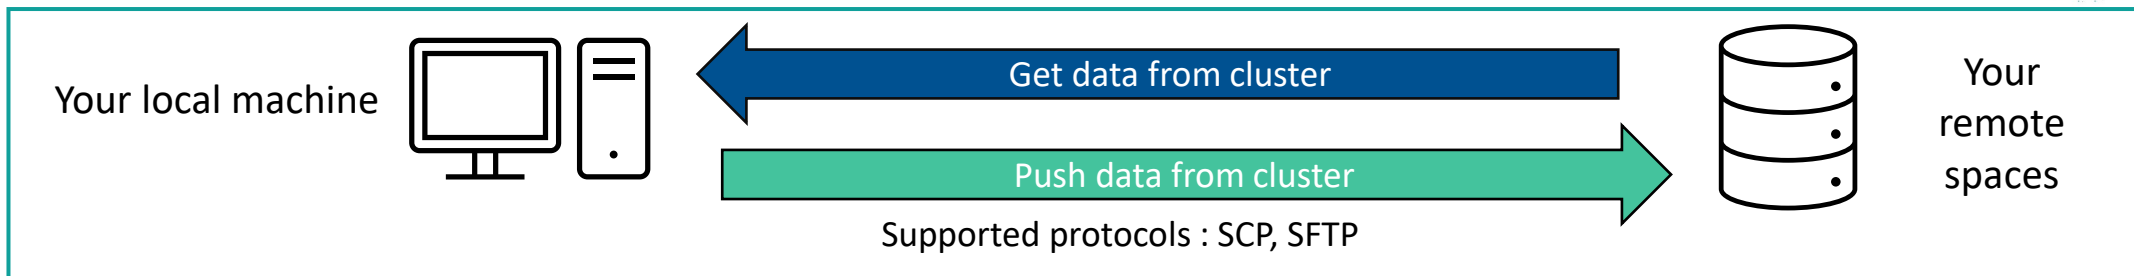 Your local machine
Get data from cluster
Push data from cluster
Supported protocols : SCP, SFTP
Your
remote
spaces